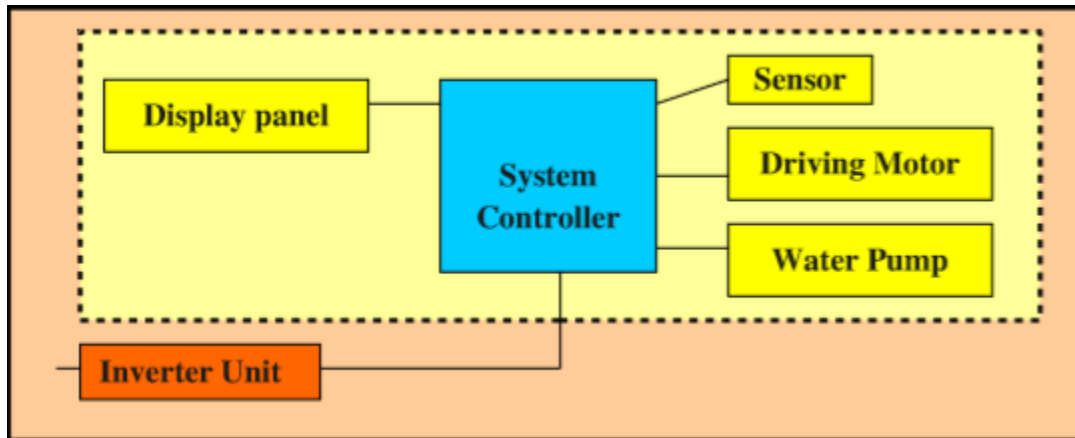 Display panel
System
Controller
Sensor
Driving Motor
Water Pump
Inverter Unit